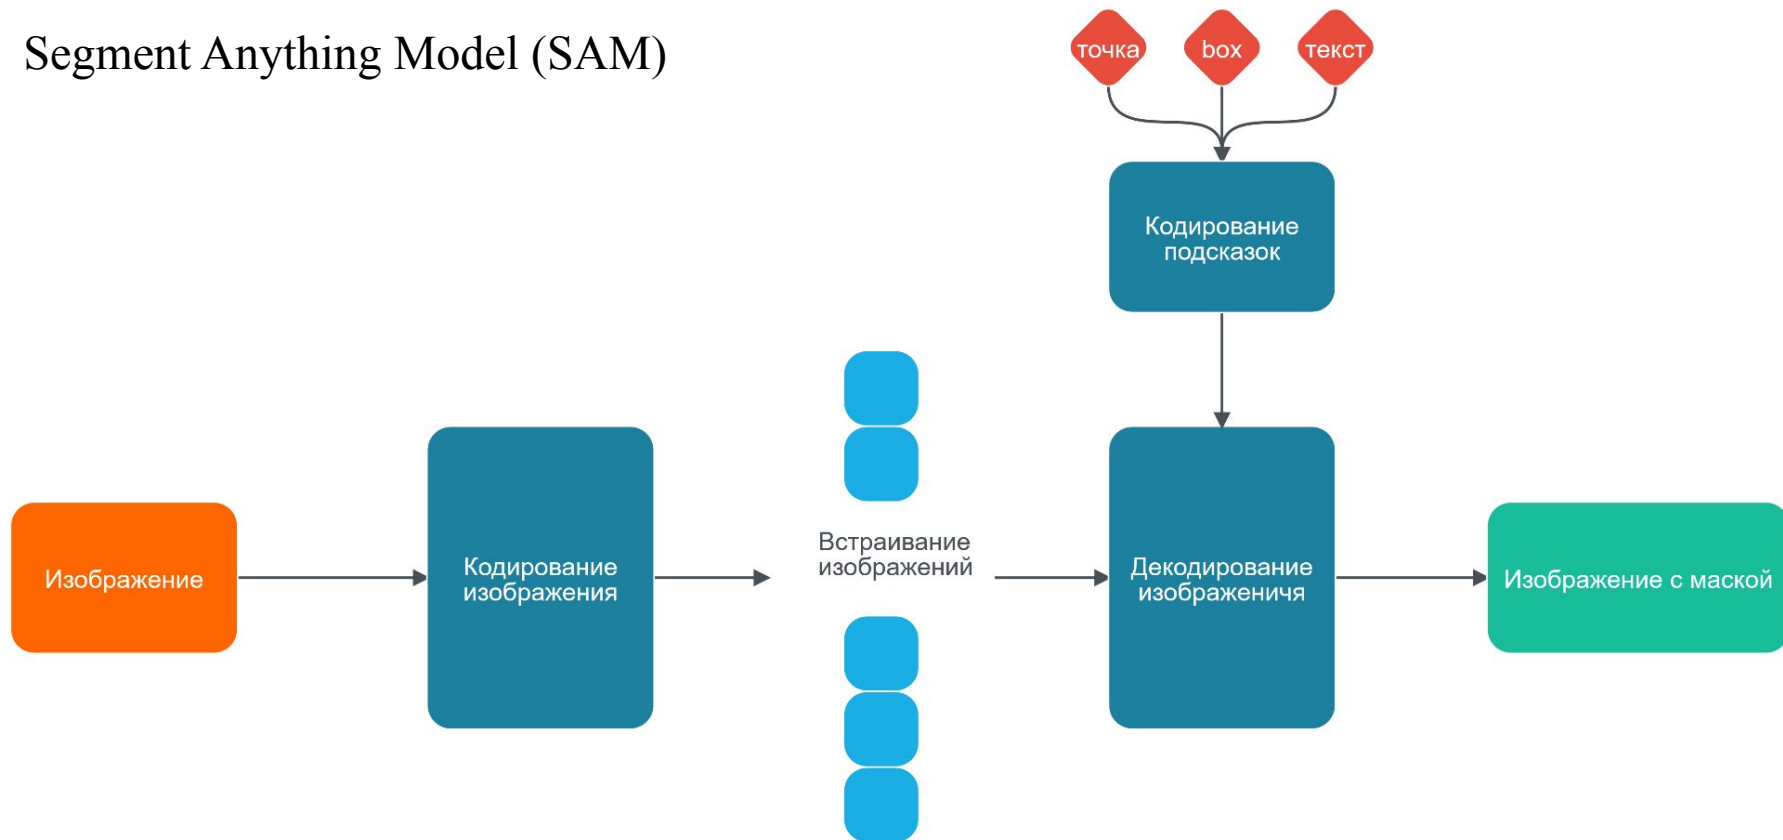 Segment Anything Model (SAM)
точка
box
текст
Кодирование
подсказок
Изображение
Кодирование
изображения
Встраивание
изображений
Декодирование
изображеничя
Изображение с маской